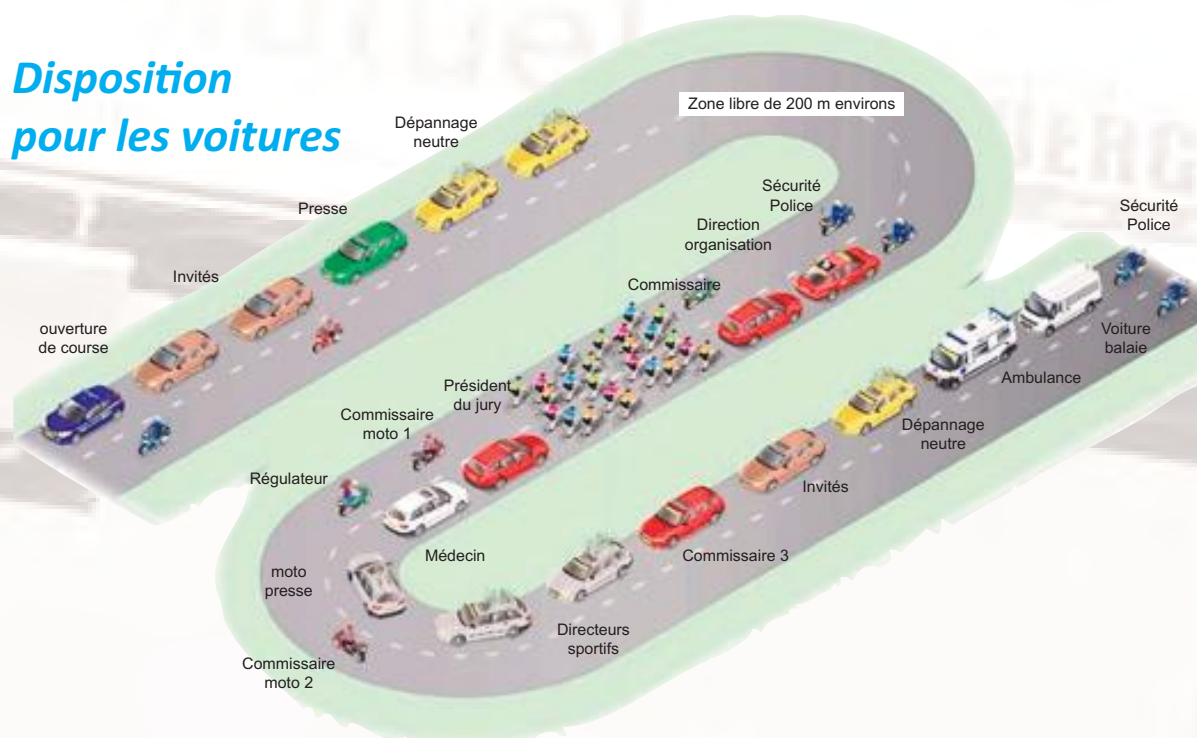 Disposition
pour les voitures
Dépannage
neutre
Zone libre de 200 m environs
Presse
Invités
ouverture
de course
Sécurité
Police
Direction
organisation
Commissaire
Sécurité
Police
Président
du jury
Commissaire
moto 1
Régulateur
Médecin
moto
presse
Commissaire
moto 2
Directeurs
sportifs
Commissaire 3
Invités
Dépannage
neutre
Ambulance
Voiture
balaie